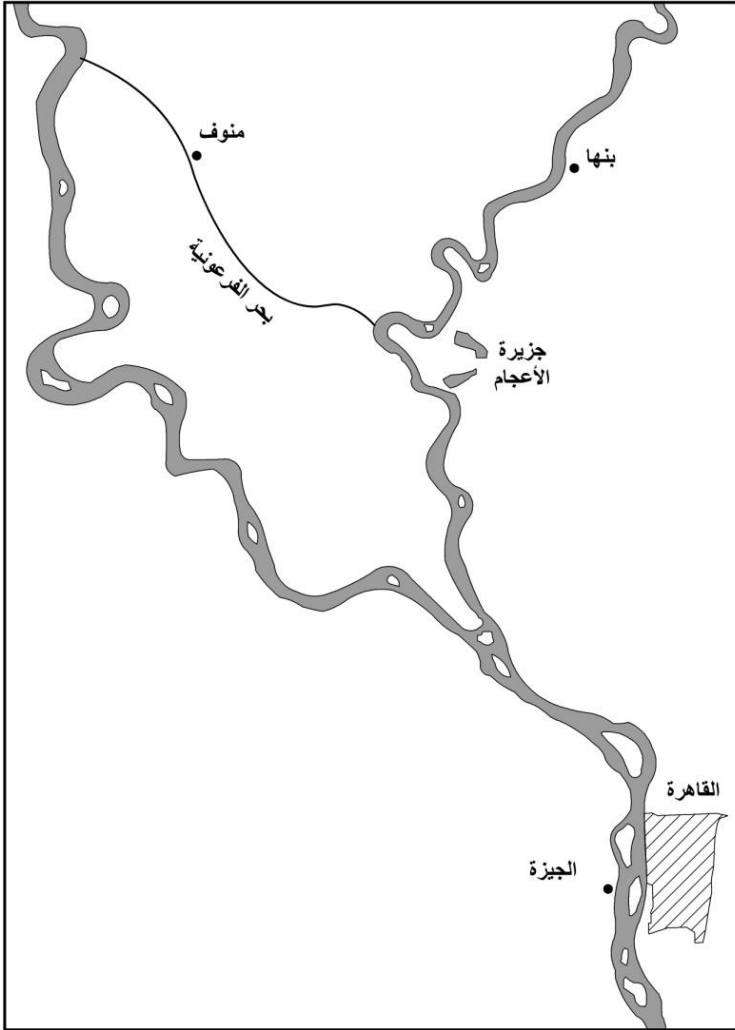 منوف
بنها
بحر الفرعونية
جزيرة
الأعجام
القاهرة
الجيزة